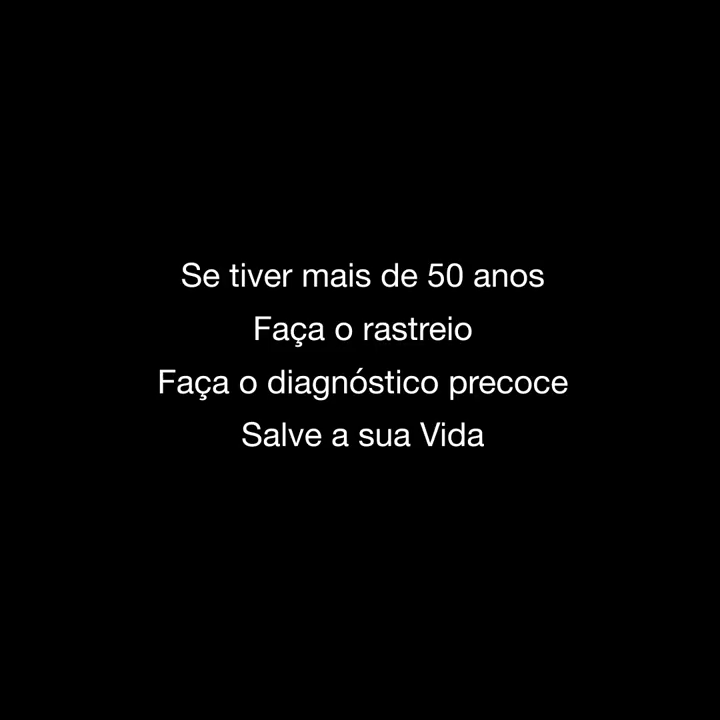 Se tiver mais de 50 anos
Faça o rastreio
Faça o diagnóstico precoce
Salve a sua Vida